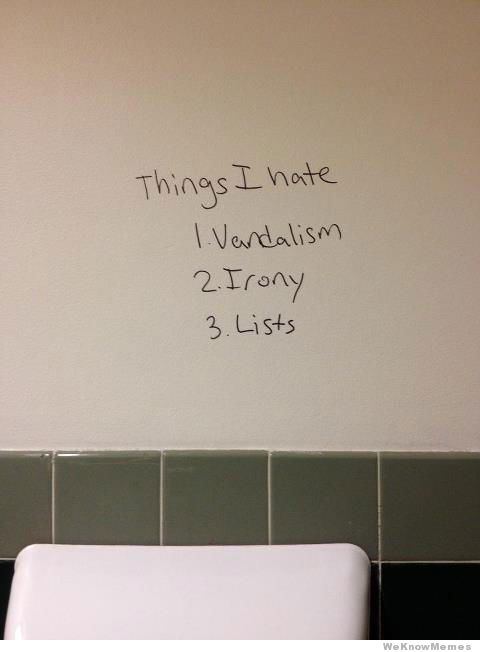 Things I hate
1. Vandalism
2. Irony
3. Lists
WeKnowMemes